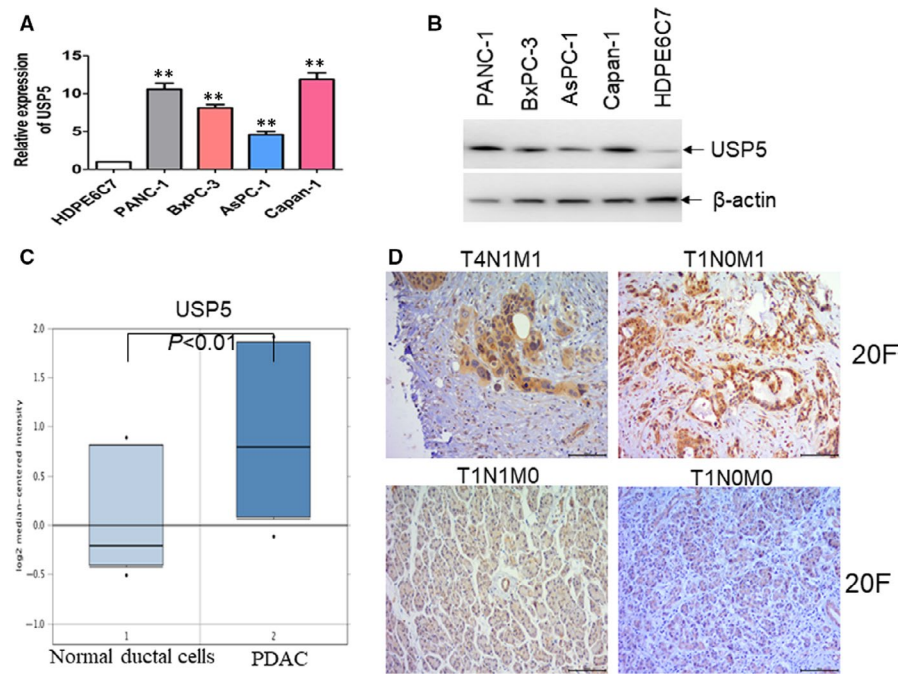 A
Relative expression
of USP5
15
10
5
0
**
**
**
**
HDPE6C7
PANC-1
BxPC-3
AsPC-1
Capan-1
B
PANC-1
BxPC-3
AsPC-1
Capan-1
HDPE6C7
USP5
β-actin
C
USP5
P<0.01
log2 median-centered intensity
2.0
1.5
1.0
0.5
0.0
−0.5
−1.0
1
2
Normal ductal cells
PDAC
D
T4N1M1
T1N0M1
20F
T1N1M0
T1N0M0
20F